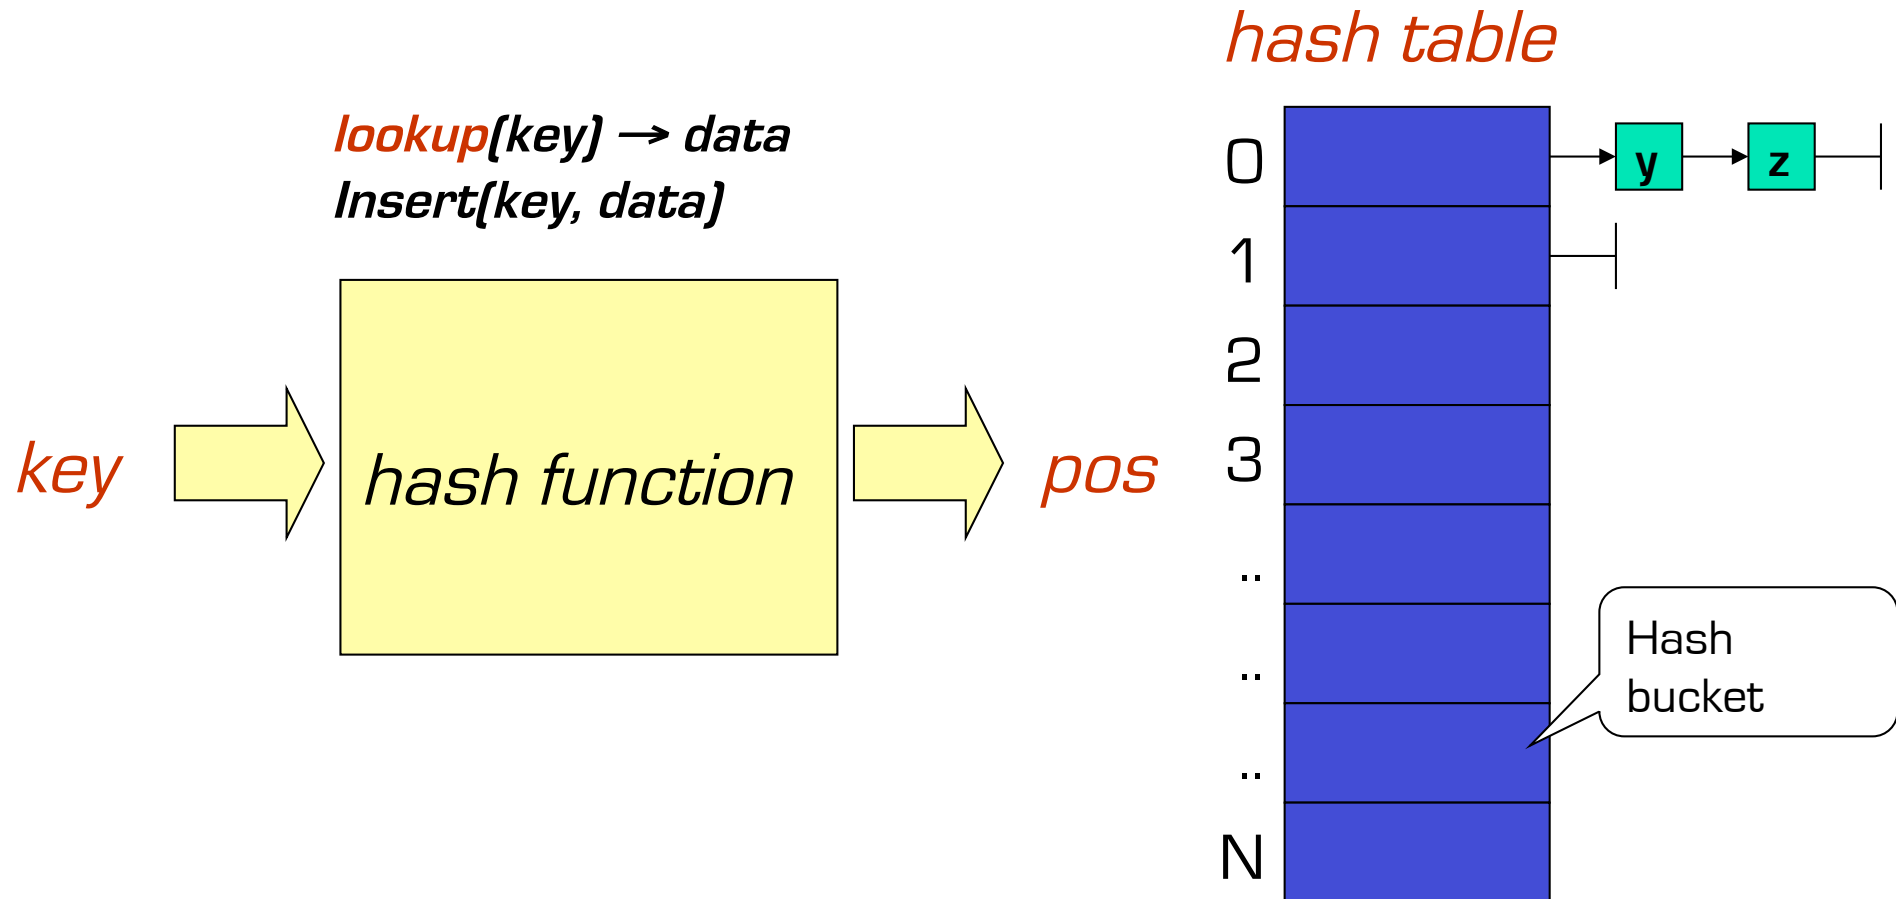 hash table
lookup(key) → data
Insert(key, data)
key
hash function
pos
0
y
z
1
2
3
..
..
..
N
Hash
bucket